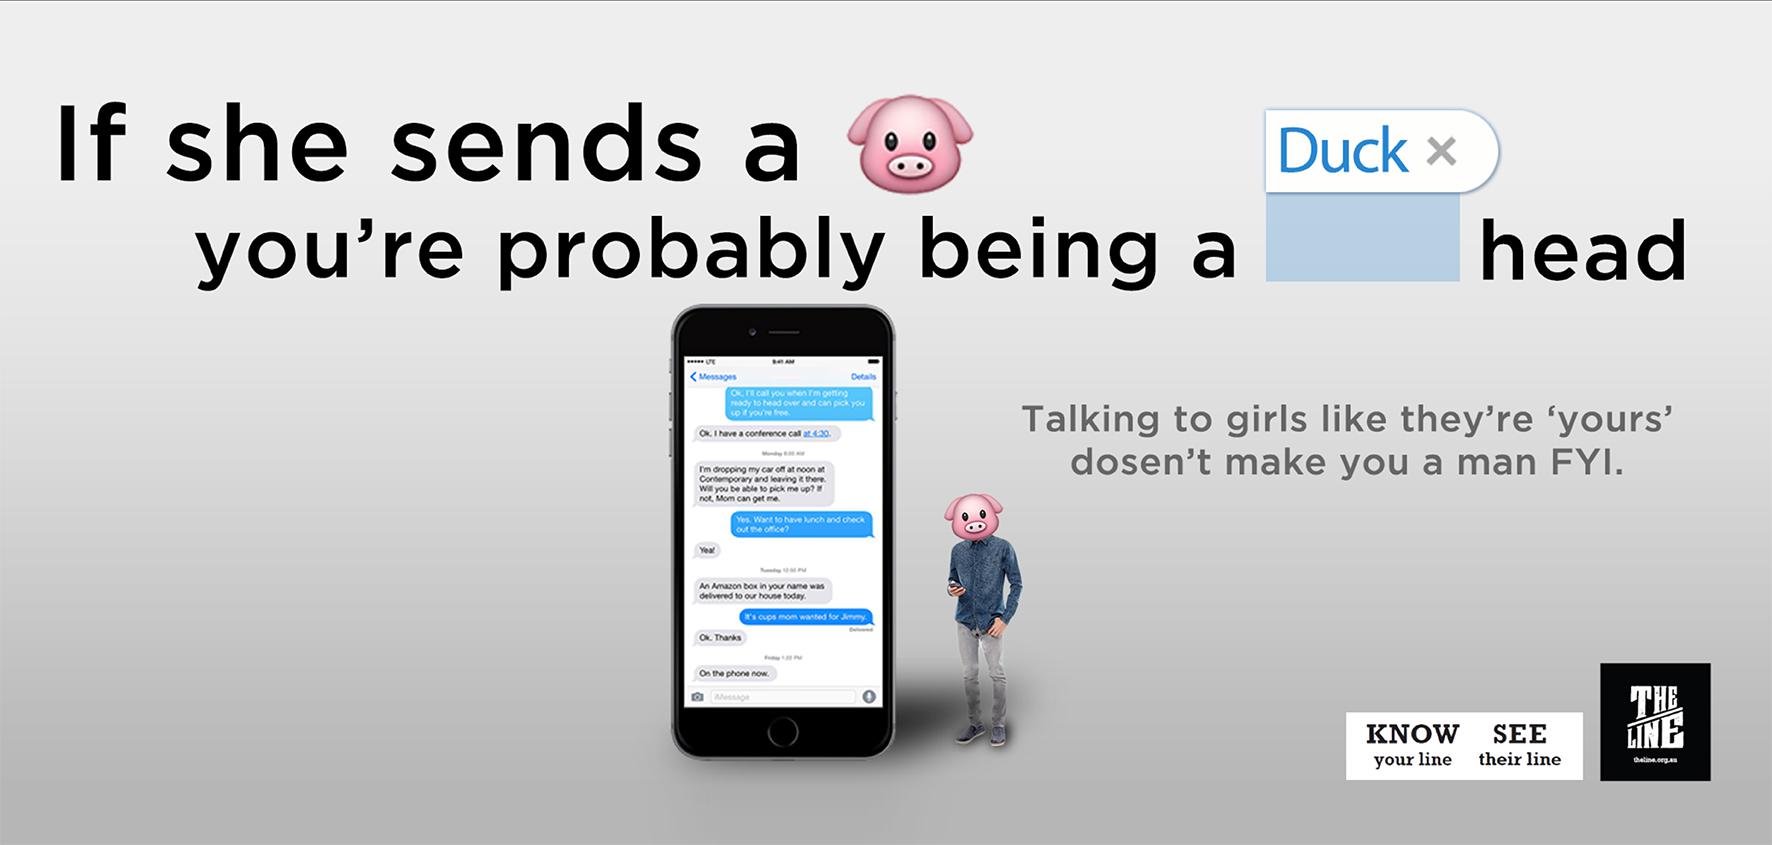 If she sends a
Duck ×
you're probably being a head
LTE 9:41 AM
Messages Details
Ok, I'll call you when I'm getting
ready to head over and can pick you
up if you're free.
Ok. I have a conference call at 4:30.
Monday 8:00 AM
I'm dropping my car off at noon at
Contemporary and leaving it there.
Will you be able to pick me up? If
not, Mom can get me.
Yes. Want to have lunch and check
out the office?
Yea!
Tuesday 12:50 PM
An Amazon box in your name was
delivered to our house today.
It's cups mom wanted for Jimmy.
Delivered
Ok. Thanks
Friday 1:22 PM
On the phone now.
iMessage
Talking to girls like they're 'yours'
dosen't make you a man FYI.
KNOW
your line
SEE
their line
THE
LINE
theline.org.au